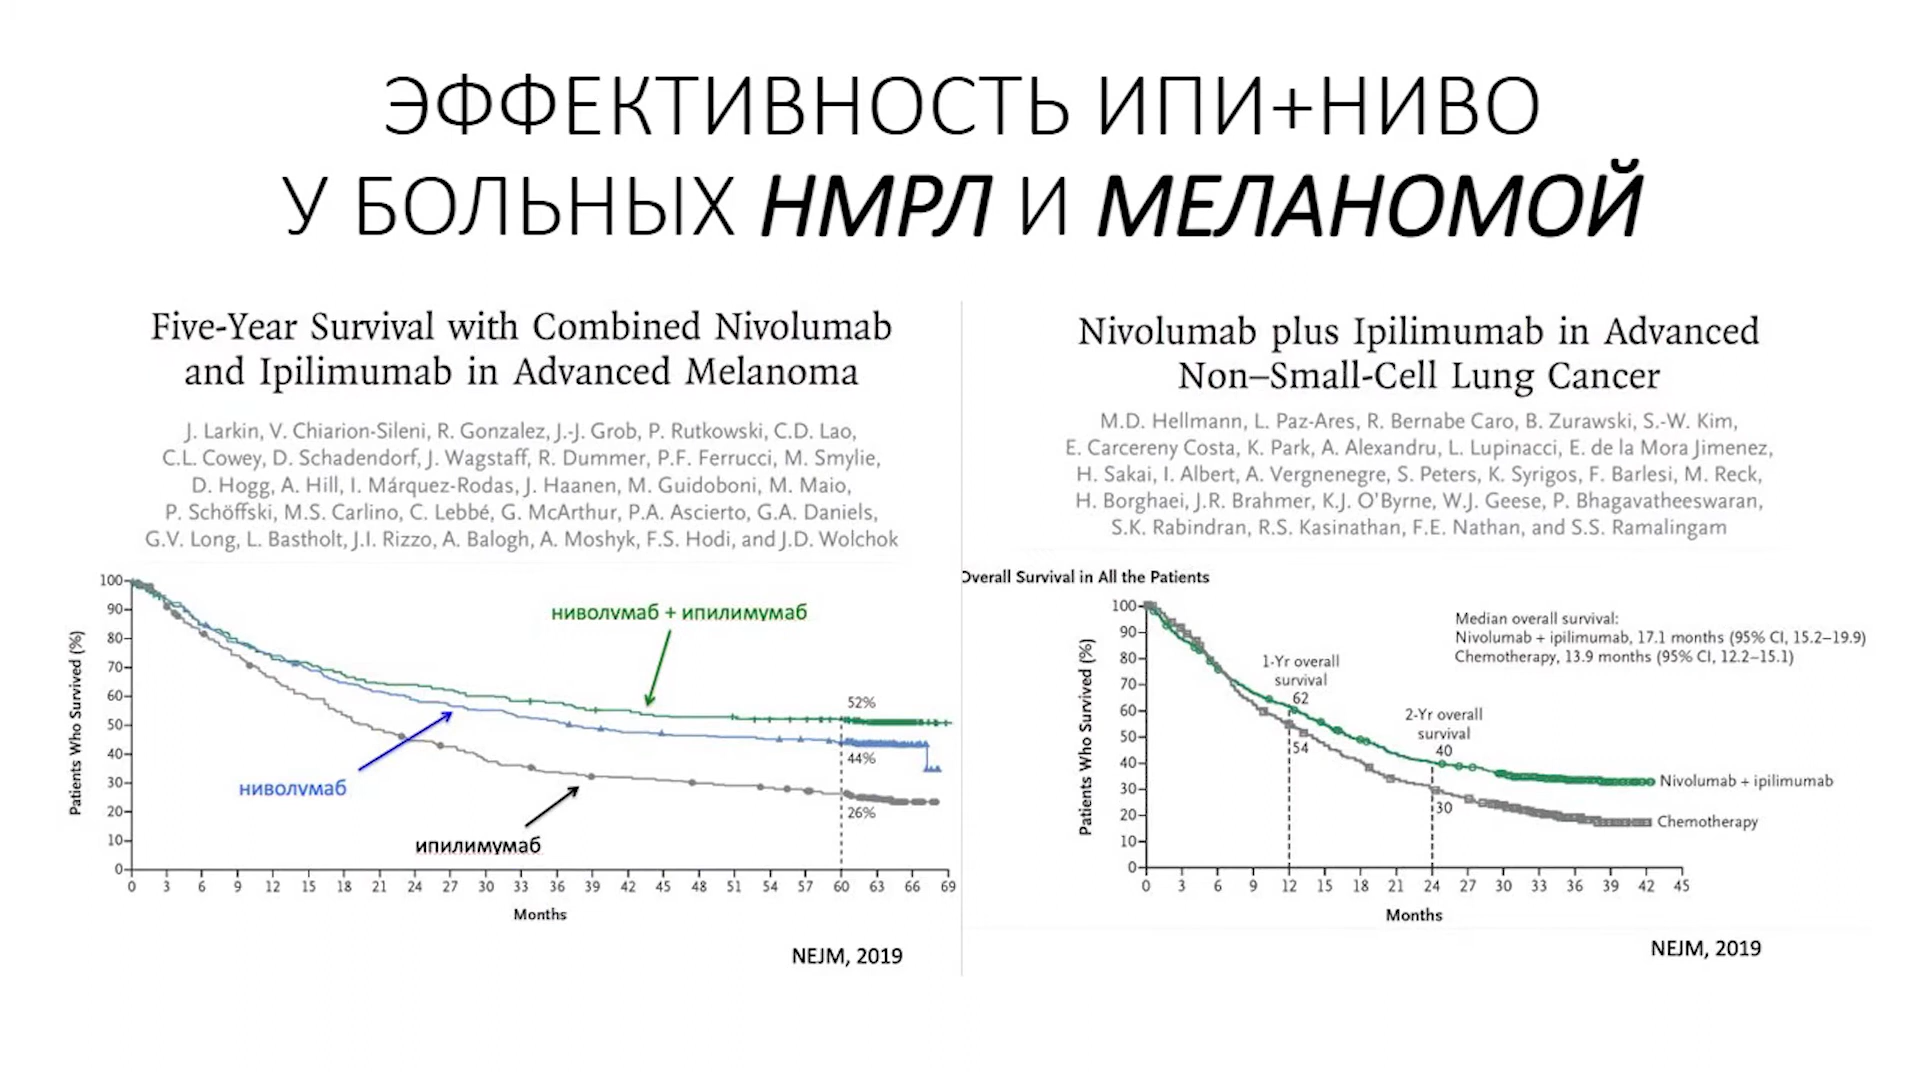 ЭФФЕКТИВНОСТЬ ИПИ+НИВО
У БОЛЬНЫХ НМРЛ И МЕЛАНОМОЙ
Five-Year Survival with Combined Nivolumab
and Ipilimumab in Advanced Melanoma
J. Larkin, V. Chiarion-Sileni, R. Gonzalez, J.-J. Grob, P. Rutkowski, C.D. Lao,
C.L. Cowey, D. Schadendorf, J. Wagstaff, R. Dummer, P.F. Ferrucci, M. Smylie,
D. Hogg, A. Hill, I. Márquez-Rodas, J. Haanen, M. Guidoboni, M. Maio,
P. Schöffski, M.S. Carlino, C. Lebbé, G. McArthur, P.A. Ascierto, G.A. Daniels,
G.V. Long, L. Bastholt, J.I. Rizzo, A. Balogh, A. Moshyk, F.S. Hodi, and J.D. Wolchok
Patients Who Survived (%)
100
90
80
70
60
50
40
30
20
10
0
ниволумаб + ипилимумаб
ниволумаб
ипилимумаб
52%
44%
26%
0 3 6 9 12 15 18 21 24 27 30 33 36 39 42 45 48 51 54 57 60 63 66 69
Months
NEJM, 2019
Nivolumab plus Ipilimumab in Advanced
Non–Small-Cell Lung Cancer
M.D. Hellmann, L. Paz-Ares, R. Bernabe Caro, B. Zurawski, S.-W. Kim,
E. Carcereny Costa, K. Park, A. Alexandru, L. Lupinacci, E. de la Mora Jimenez,
H. Sakai, I. Albert, A. Vergnenegre, S. Peters, K. Syrigos, F. Barlesi, M. Reck,
H. Borghaei, J.R. Brahmer, K.J. O'Byrne, W.J. Geese, P. Bhagavatheeswaran,
S.K. Rabindran, R.S. Kasinathan, F.E. Nathan, and S.S. Ramalingam
Overall Survival in All the Patients
Patients Who Survived (%)
100
90
80
70
60
50
40
30
20
10
0
Median overall survival:
Nivolumab + ipilimumab, 17.1 months (95% CI, 15.2–19.9)
Chemotherapy, 13.9 months (95% CI, 12.2–15.1)
1-Yr overall
survival
62
54
2-Yr overall
survival
40
30
Nivolumab + ipilimumab
Chemotherapy
0 3 6 9 12 15 18 21 24 27 30 33 36 39 42 45
Months
NEJM, 2019